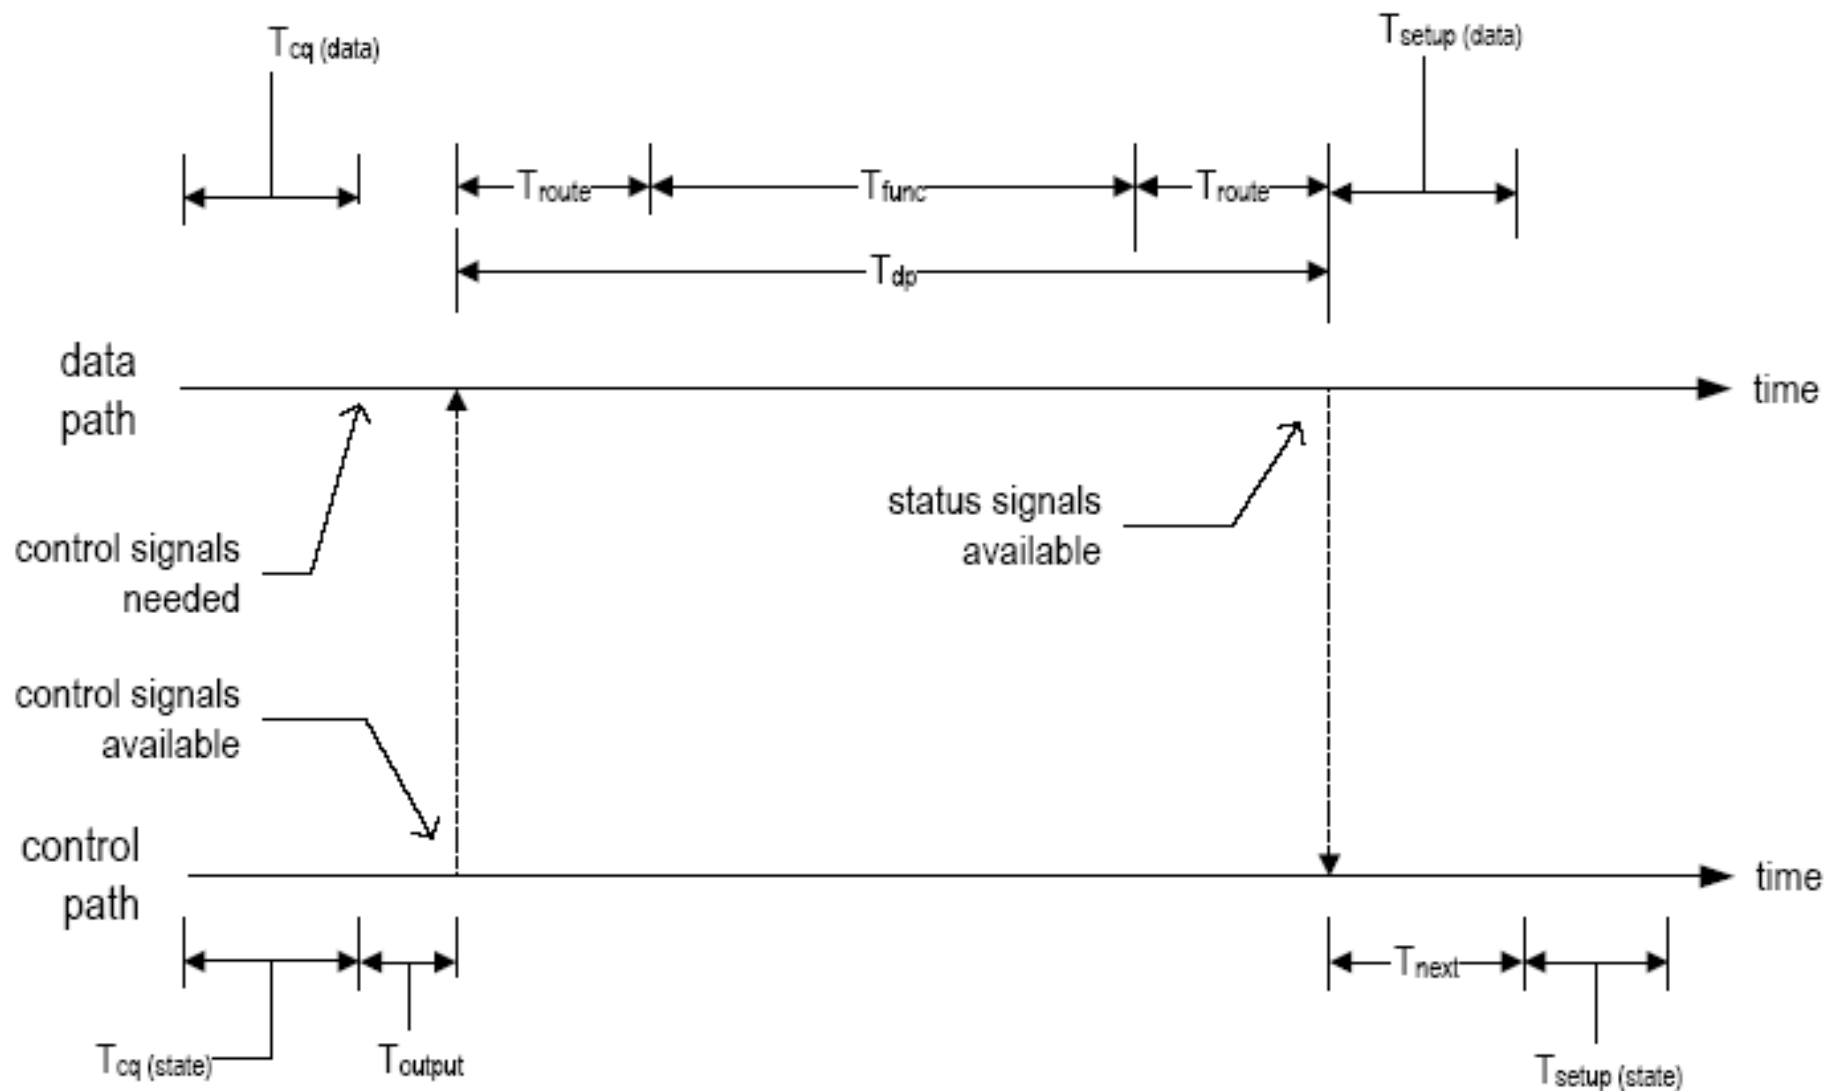 Tcq (data)
Tsetup (data)
Troute
Tfunc
Troute
Tdp
data
path
time
control signals
needed
status signals
available
control signals
available
control
path
time
Tcq (state)
Toutput
Tnext
Tsetup (state)